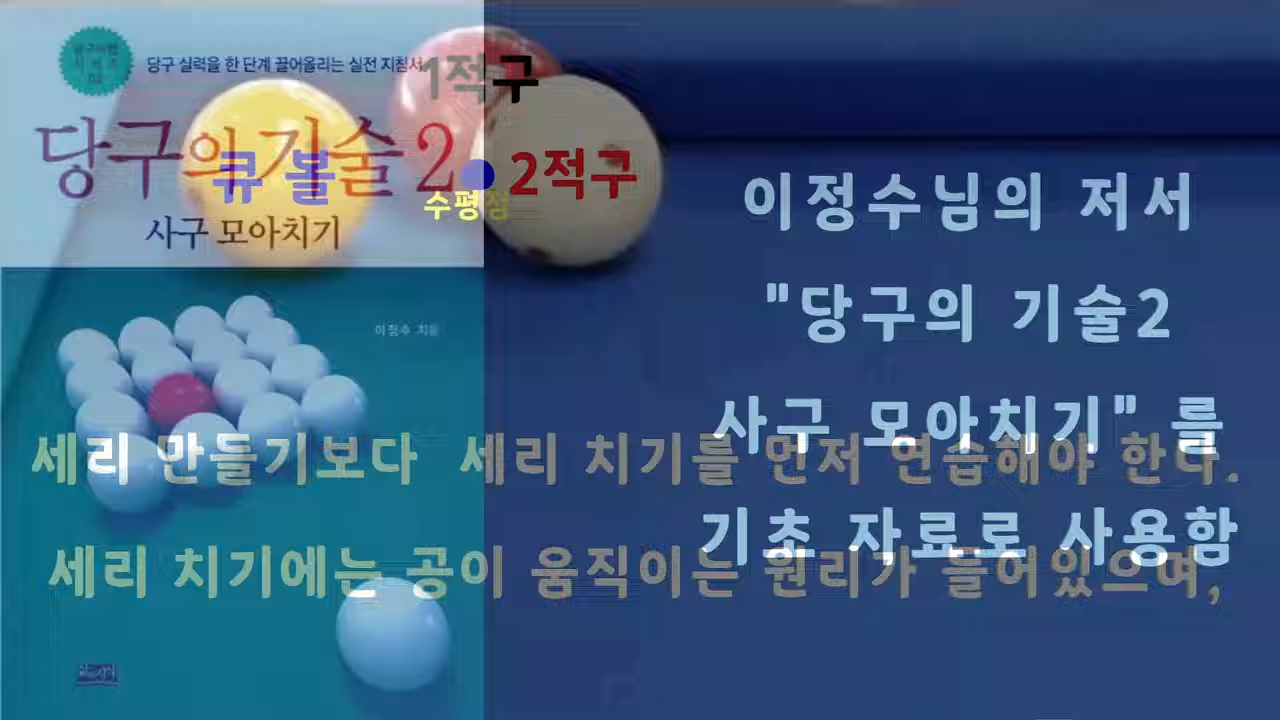 당구 실력을 한 단계 끌어올리는 실전 지침서
당구의 기술 2
사구 모아치기
이정수 지음
1적구
큐 볼
2적구
수평점
이정수님의 저서
"당구의 기술2
사구 모아치기" 를
기초 자료로 사용함
세리 만들기보다 세리 치기를 먼저 연습해야 한다.
세리 치기에는 공이 움직이는 원리가 들어있으며,